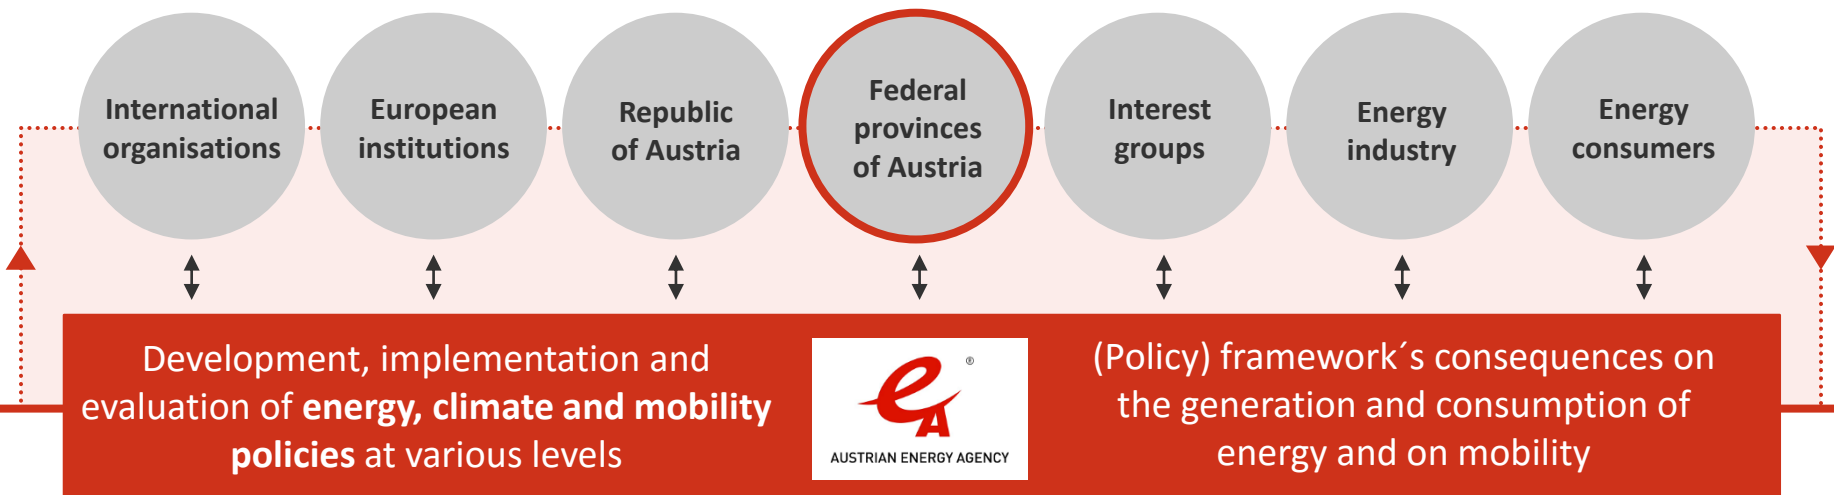 International
organisations
European
institutions
Republic
of Austria
Federal
provinces
of Austria
Interest
groups
Energy
industry
Energy
consumers
Development, implementation and
evaluation of energy, climate and mobility
policies at various levels
eA ®
AUSTRIAN ENERGY AGENCY
(Policy) framework´s consequences on
the generation and consumption of
energy and on mobility